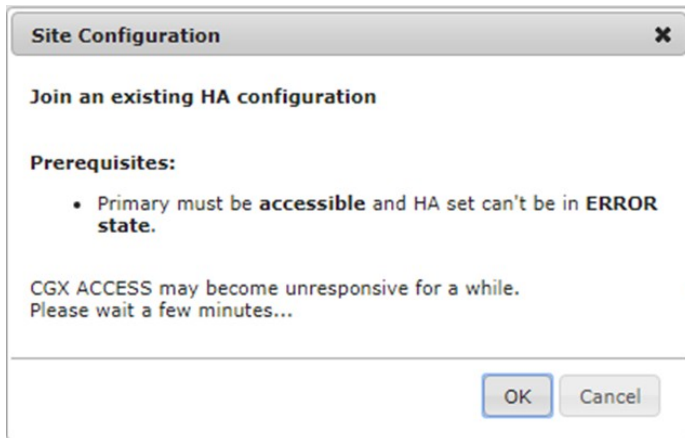 Site Configuration
Join an existing HA configuration
Prerequisites:
• Primary must be accessible and HA set can't be in ERROR
state.
CGX ACCESS may become unresponsive for a while.
Please wait a few minutes...
OK Cancel